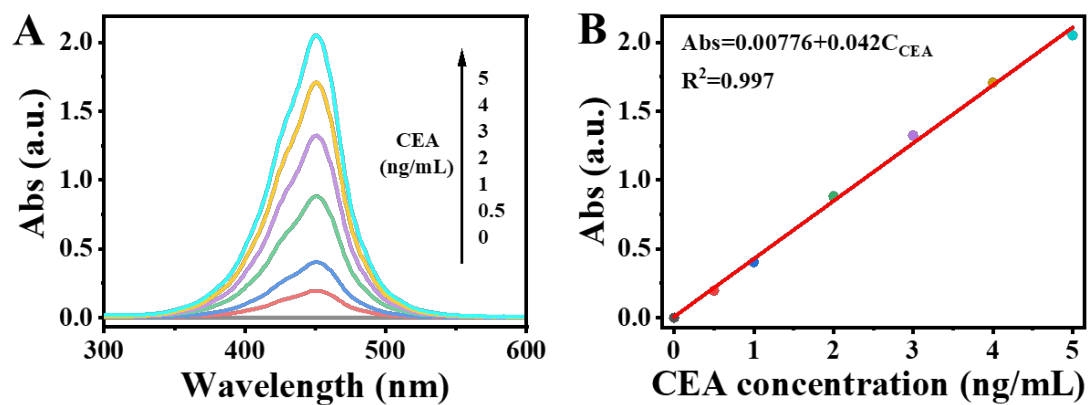 A
Abs (a.u.)
2.0
1.5
1.0
0.5
0.0
CEA
(ng/mL)
5
4
3
2
1
0.5
0
300
400
500
600
Wavelength (nm)
B
Abs (a.u.)
2.0
1.5
1.0
0.5
0.0
Abs=0.00776+0.042C_CEA
R²=0.997
0
1
2
3
4
5
CEA concentration (ng/mL)